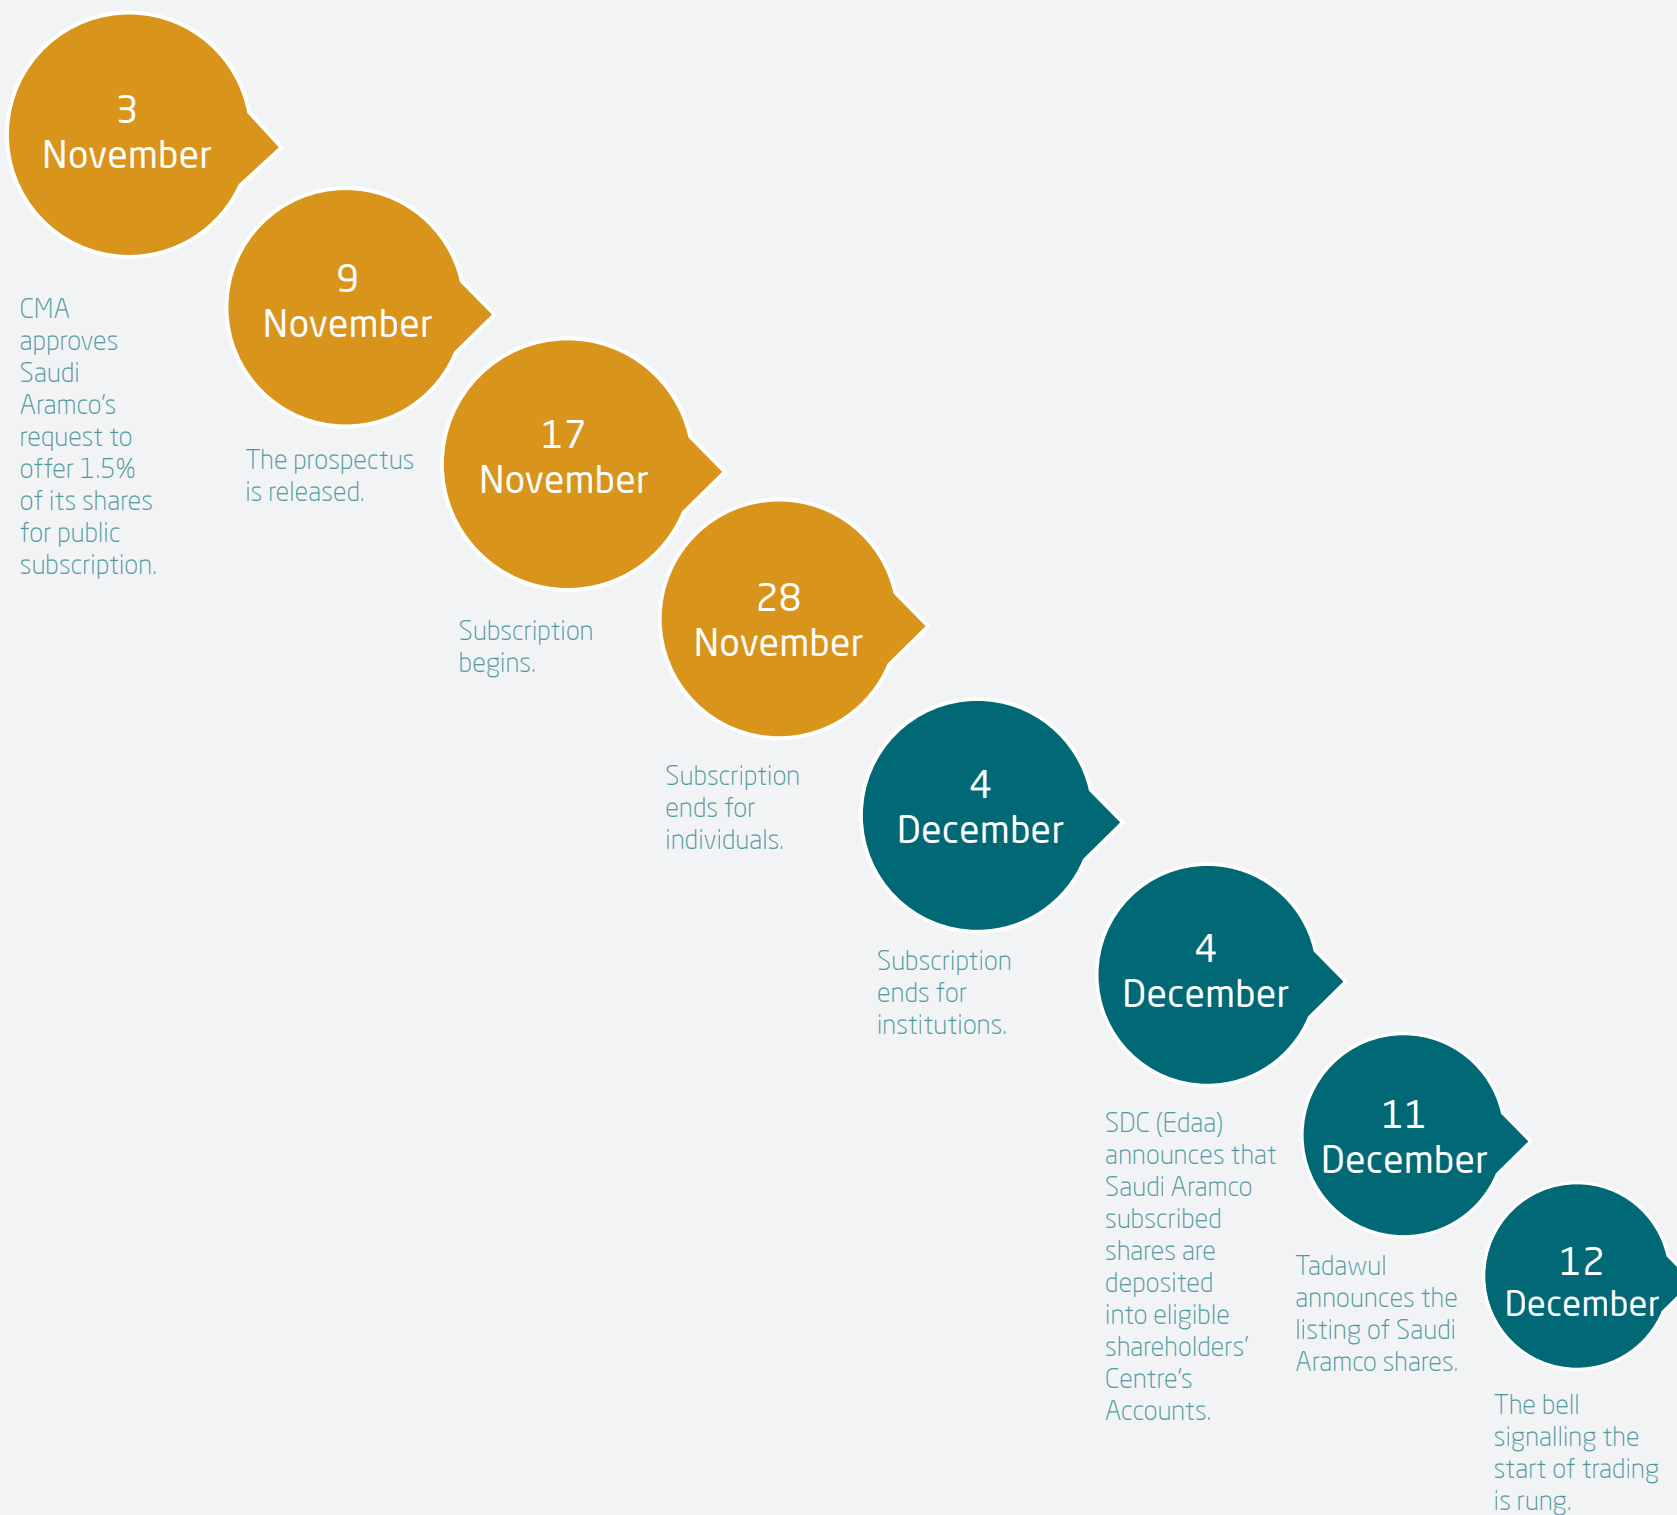 3
November
CMA
approves
Saudi
Aramco's
request to
offer 1.5%
of its shares
for public
subscription.
9
November
The prospectus
is released.
17
November
Subscription
begins.
28
November
Subscription
ends for
individuals.
4
December
Subscription
ends for
institutions.
4
December
SDC (Edaa)
announces that
Saudi Aramco
subscribed
shares are
deposited
into eligible
shareholders'
Centre's
Accounts.
11
December
Tadawul
announces the
listing of Saudi
Aramco shares.
12
December
The bell
signalling the
start of trading
is rung.